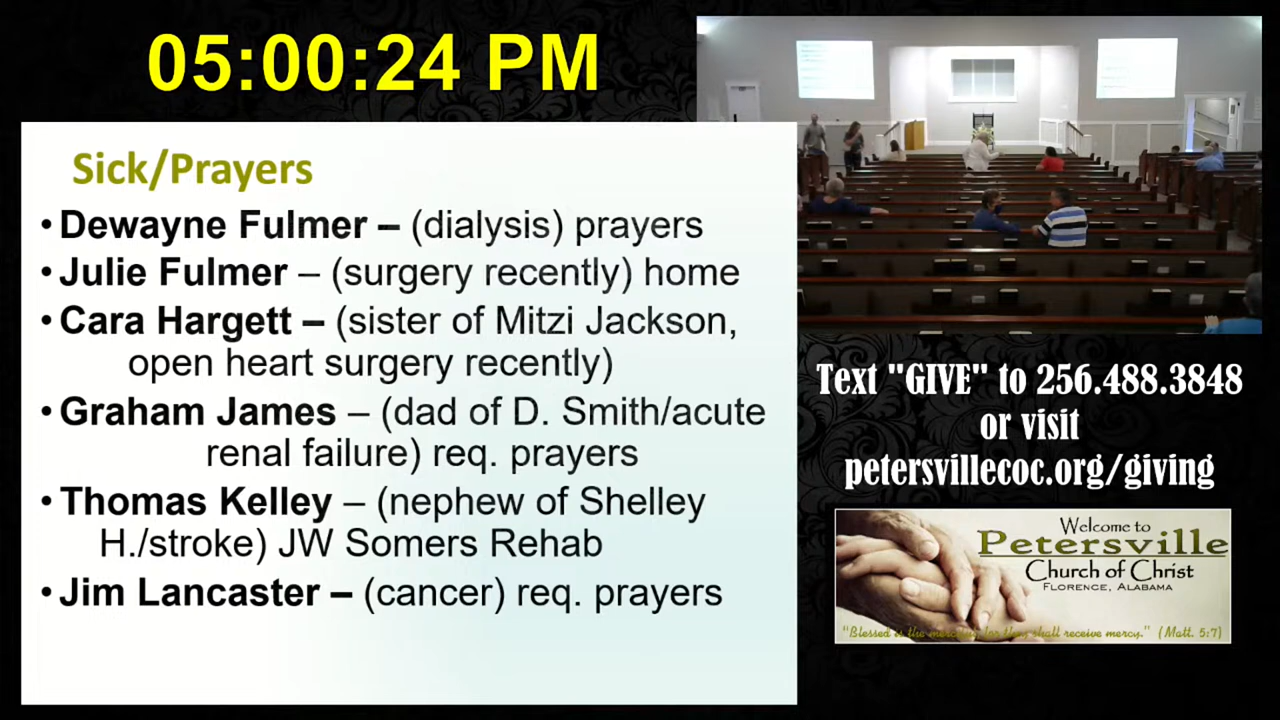 05:00:24 PM
Sick/Prayers
• Dewayne Fulmer – (dialysis) prayers
• Julie Fulmer – (surgery recently) home
• Cara Hargett – (sister of Mitzi Jackson,
open heart surgery recently)
• Graham James – (dad of D. Smith/acute
renal failure) req. prayers
• Thomas Kelley – (nephew of Shelley
H./stroke) JW Somers Rehab
• Jim Lancaster – (cancer) req. prayers
Text "GIVE" to 256.488.3848
or visit
petersvillecoc.org/giving
Welcome to
Petersville
Church of Christ
Florence, Alabama
"Blessed is the merciful for they shall receive mercy." (Matt. 5:7)